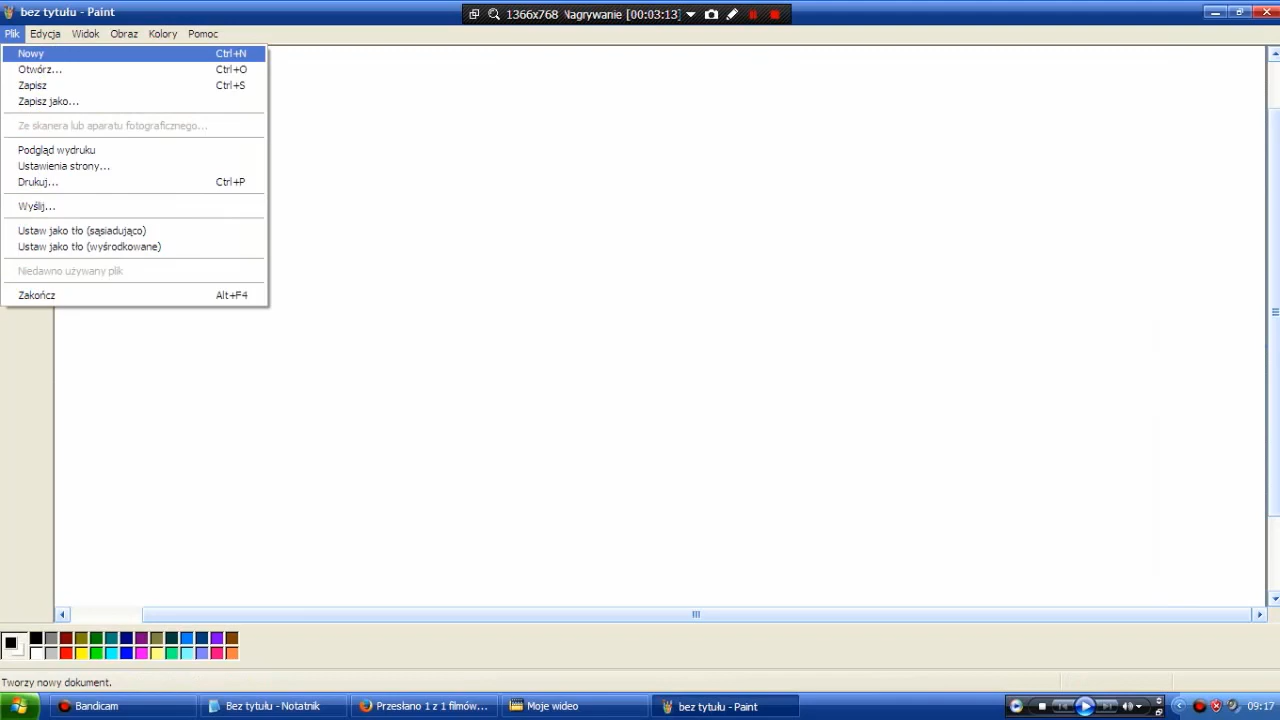 bez tytułu - Paint
1366x768 Nagrywanie [00:03:13]
Plik Edycja Widok Obraz Kolory Pomoc
Nowy Ctrl+N
Otwórz... Ctrl+O
Zapisz Ctrl+S
Zapisz jako...
Ze skanera lub aparatu fotograficznego...
Podgląd wydruku
Ustawienia strony...
Drukuj... Ctrl+P
Wyślij...
Ustaw jako tło (sąsiadująco)
Ustaw jako tło (wyśrodkowane)
Niedawno używany plik
Zakończ Alt+F4
Tworzy nowy dokument.
Bandicam
Bez tytułu - Notatnik
Przesłano 1 z 1 filmów...
Moje wideo
bez tytułu - Paint
09:17